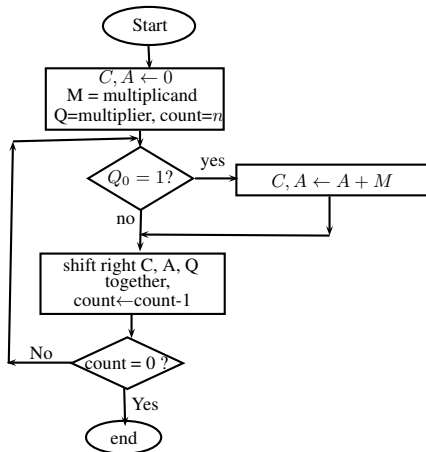 Start
C, A ← 0
M = multiplicand
Q=multiplier, count=n
Q₀ = 1?
yes
C, A ← A + M
no
shift right C, A, Q
together,
count←count-1
count = 0 ?
No
Yes
end